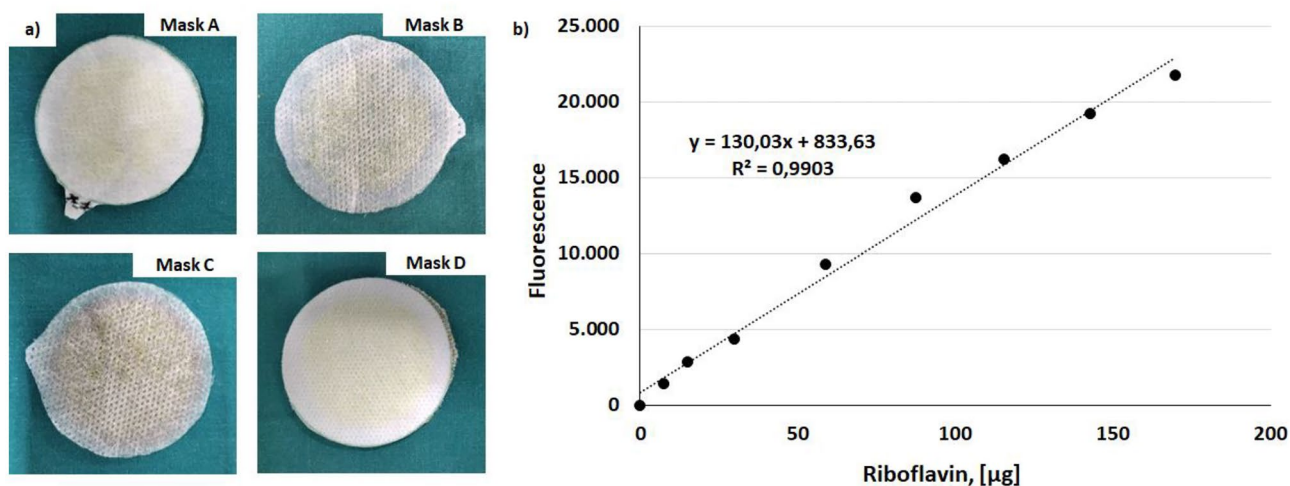 a)
Mask A
Mask B
Mask C
Mask D
b)
25.000
20.000
15.000
10.000
5.000
0
y = 130,03x + 833,63
R² = 0,9903
Fluorescence
0
50
100
150
200
Riboflavin, [µg]